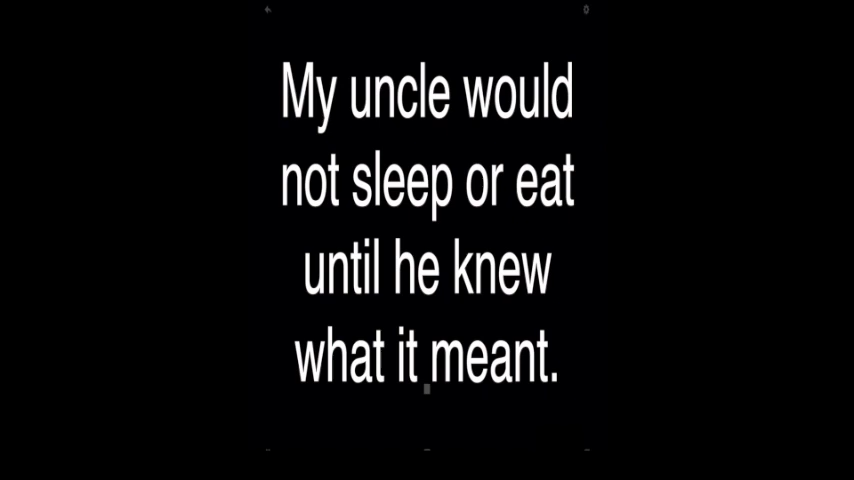 My uncle would
not sleep or eat
until he knew
what it meant.